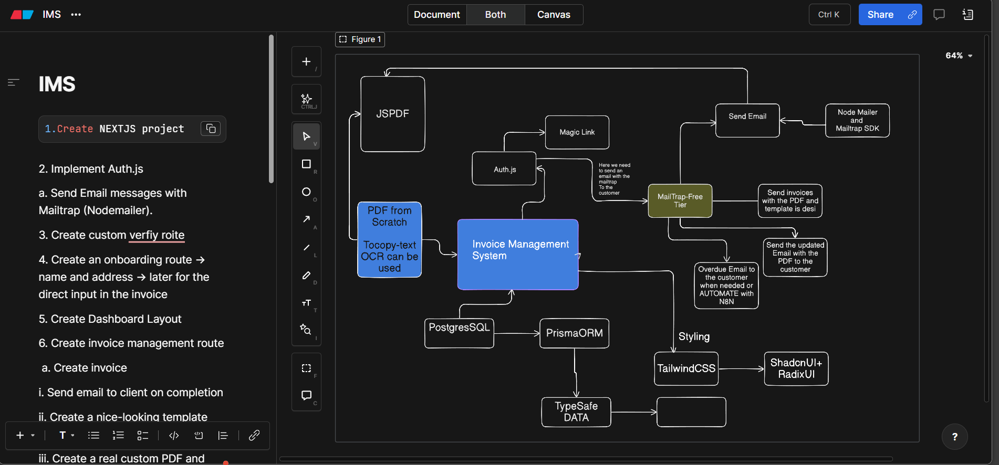 IMS
Document
Both
Canvas
Ctrl K
Share
IMS
1.Create NEXTJS project
2. Implement Auth.js
a. Send Email messages with
Mailtrap (Nodemailer).
3. Create custom verfiy roite
4. Create an onboarding route →
name and address → later for the
direct input in the invoice
5. Create Dashboard Layout
6. Create invoice management route
a. Create invoice
i. Send email to client on completion
ii. Create a nice-looking template
iii. Create a real custom PDF and
T
/
CTRLJ
V
R
O
A
L
D
T
T
I
F
C
Figure 1
64%
JSPDF
Magic Link
Auth.js
Here we need
to send an
email with the
mailtrap
To the
customer
Send Email
Node Mailer
and
Mailtrap SDK
MailTrap-Free
Tier
Send invoices
with the PDF and
template is desi
Send the updated
Email with the
PDF to the
customer
Overdue Email to
the customer
when needed or
AUTOMATE with
N8N
PDF from
Scratch
Tocopy-text
OCR can be
used
Invoice Management
System
PostgresSQL
PrismaORM
Styling
TailwindCSS
ShadcnUI+
RadixUI
TypeSafe
DATA
?